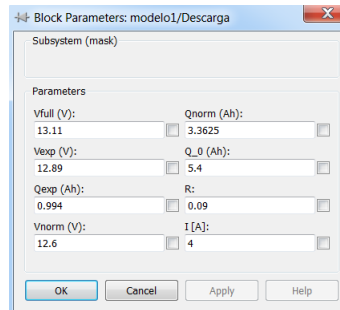 Block Parameters: modelo1/Descarga
Subsystem (mask)
Parameters
Vfull (V):
13.11
Qnorm (Ah):
3.3625
Vexp (V):
12.89
Q_0 (Ah):
5.4
Qexp (Ah):
0.994
R:
0.09
Vnorm (V):
12.6
I [A]:
4
OK
Cancel
Apply
Help